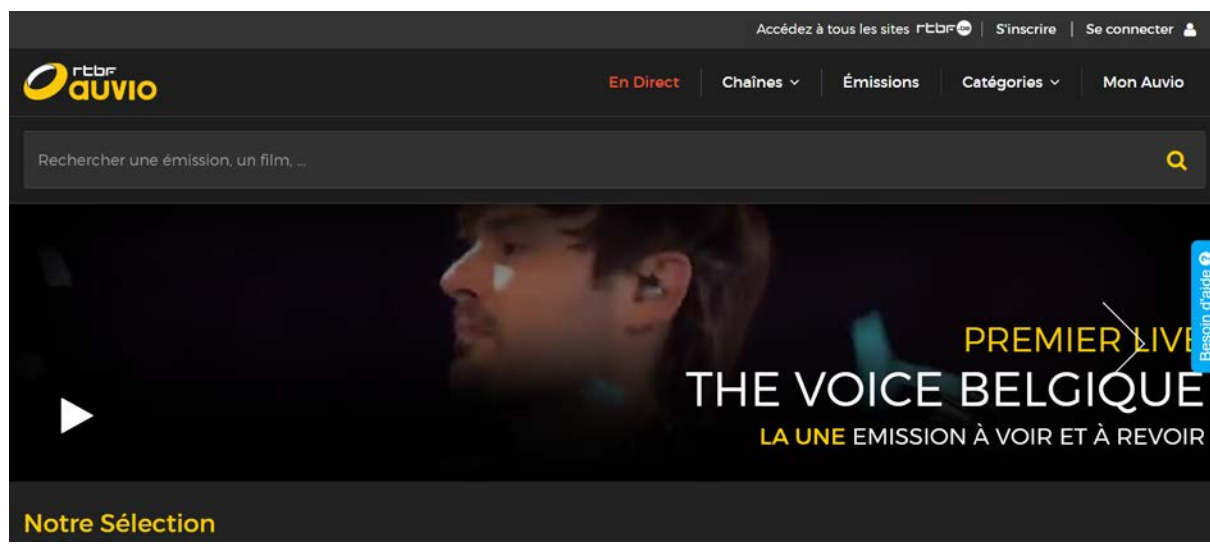 Accédez à tous les sites rtbf.be | S'inscrire | Se connecter
rtbf auvio
En Direct Chaînes Émissions Catégories Mon Auvio
Rechercher une émission, un film, ...
Besoin d'aide ?
PREMIER LIVE
THE VOICE BELGIQUE
LA UNE EMISSION À VOIR ET À REVOIR
Notre Sélection